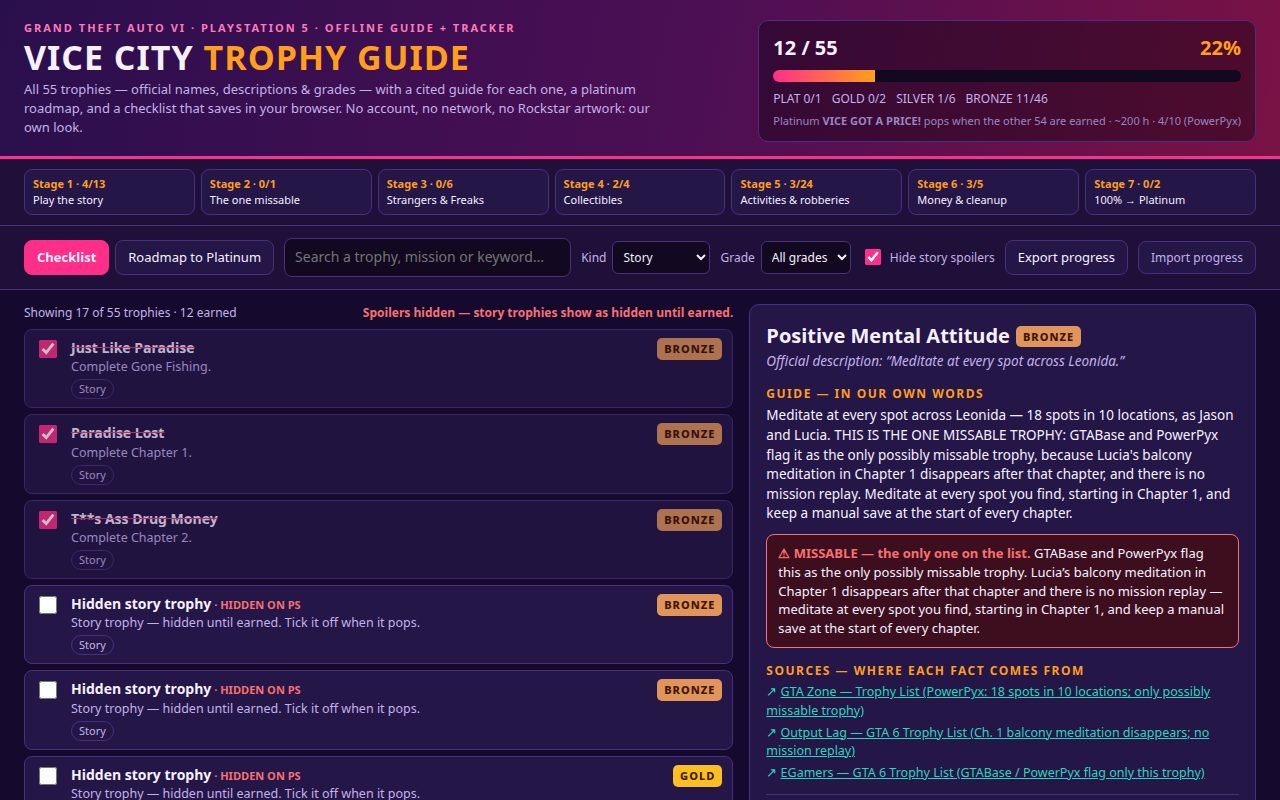 GRAND THEFT AUTO VI · PLAYSTATION 5 · OFFLINE GUIDE + TRACKER
VICE CITY TROPHY GUIDE
All 55 trophies — official names, descriptions & grades — with a cited guide for each one, a platinum
roadmap, and a checklist that saves in your browser. No account, no network, no Rockstar artwork: our
own look.
12 / 55 22%
PLAT 0/1 GOLD 0/2 SILVER 1/6 BRONZE 11/46
Platinum VICE GOT A PRICE! pops when the other 54 are earned · ~200 h · 4/10 (PowerPyx)
Stage 1 · 4/13
Play the story
Stage 2 · 0/1
The one missable
Stage 3 · 0/6
Strangers & Freaks
Stage 4 · 2/4
Collectibles
Stage 5 · 3/24
Activities & robberies
Stage 6 · 3/5
Money & cleanup
Stage 7 · 0/2
100% → Platinum
Checklist Roadmap to Platinum Search a trophy, mission or keyword... Kind Story Grade All grades Hide story spoilers Export progress Import progress
Showing 17 of 55 trophies · 12 earned Spoilers hidden — story trophies show as hidden until earned.
Just Like Paradise BRONZE
Complete Gone Fishing.
Story
Paradise Lost BRONZE
Complete Chapter 1.
Story
T**s Ass Drug Money BRONZE
Complete Chapter 2.
Story
Hidden story trophy · HIDDEN ON PS BRONZE
Story trophy — hidden until earned. Tick it off when it pops.
Story
Hidden story trophy · HIDDEN ON PS BRONZE
Story trophy — hidden until earned. Tick it off when it pops.
Story
Hidden story trophy · HIDDEN ON PS GOLD
Story trophy — hidden until earned. Tick it off when it pops.
Positive Mental Attitude BRONZE
Official description: “Meditate at every spot across Leonida.”
GUIDE — IN OUR OWN WORDS
Meditate at every spot across Leonida — 18 spots in 10 locations, as Jason
and Lucia. THIS IS THE ONE MISSABLE TROPHY: GTABase and PowerPyx
flag it as the only possibly missable trophy, because Lucia's balcony
meditation in Chapter 1 disappears after that chapter, and there is no
mission replay. Meditate at every spot you find, starting in Chapter 1, and
keep a manual save at the start of every chapter.
⚠ MISSABLE — the only one on the list. GTABase and PowerPyx flag
this as the only possibly missable trophy. Lucia’s balcony meditation in
Chapter 1 disappears after that chapter and there is no mission replay —
meditate at every spot you find, starting in Chapter 1, and keep a manual
save at the start of every chapter.
SOURCES — WHERE EACH FACT COMES FROM
↗ GTA Zone — Trophy List (PowerPyx: 18 spots in 10 locations; only possibly
missable trophy)
↗ Output Lag — GTA 6 Trophy List (Ch. 1 balcony meditation disappears; no
mission replay)
↗ EGamers — GTA 6 Trophy List (GTABase / PowerPyx flag only this trophy)